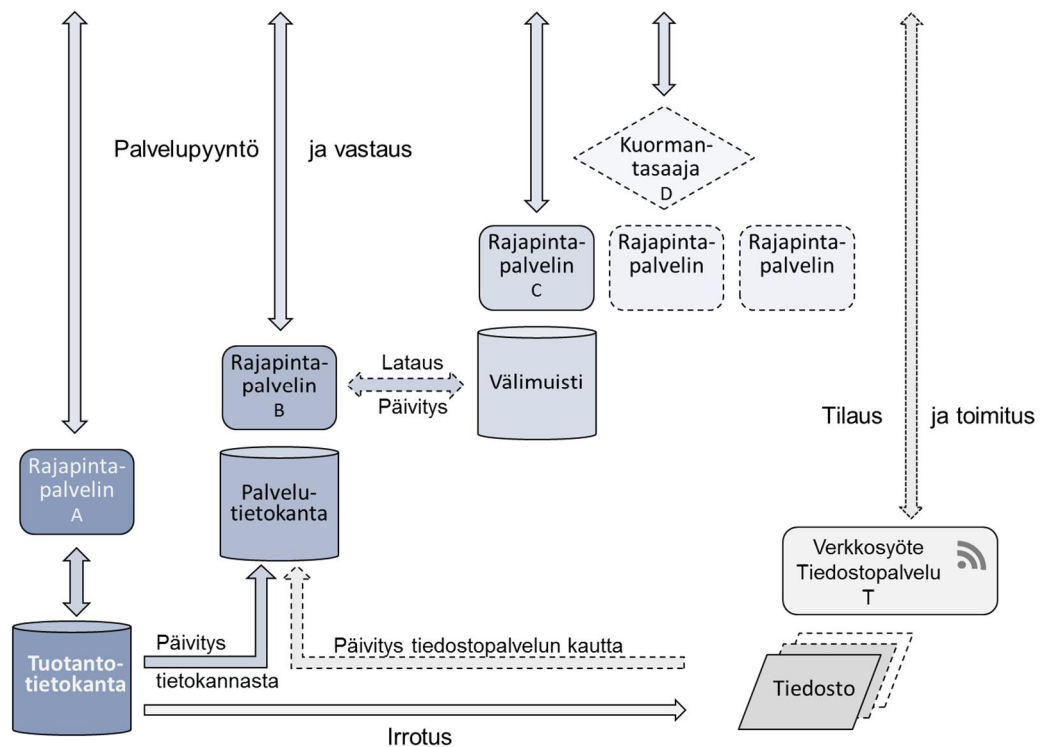 Palvelupyyntö ja vastaus
Kuorman-
tasaaja
D
Rajapinta-
palvelin
C
Rajapinta-
palvelin
Rajapinta-
palvelin
Rajapinta-
palvelin
B
Lataus
Päivitys
Välimuisti
Tilaus ja toimitus
Rajapinta-
palvelin
A
Palvelu-
tietokanta
Verkkosyöte
Tiedostopalvelu
T
Tuotanto-
tietokanta
Päivitys
tietokannasta
Päivitys tiedostopalvelun kautta
Tiedosto
Irrotus